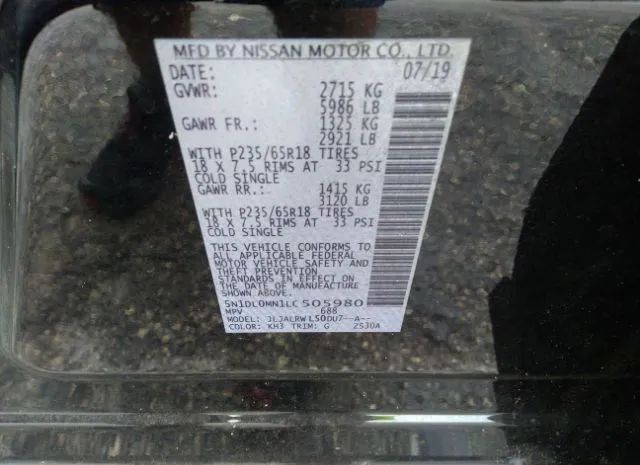 MFD BY NISSAN MOTOR CO., LTD.
DATE: 07/19
GVWR: 2715 KG
5986 LB
GAWR FR.: 1325 KG
2921 LB
WITH P235/65R18 TIRES
18 X 7.5 RIMS AT 33 PSI
COLD SINGLE
GAWR RR.: 1415 KG
3120 LB
WITH P235/65R18 TIRES
18 X 7.5 RIMS AT 33 PSI
COLD SINGLE
THIS VEHICLE CONFORMS TO
ALL APPLICABLE FEDERAL
MOTOR VEHICLE SAFETY AND
THEFT PREVENTION
STANDARDS IN EFFECT ON
THE DATE OF MANUFACTURE
SHOWN ABOVE
5N1DL0MN1LC505980
MPV 688
MODEL: JLJALRWL50DU7--A--
COLOR: KH3 TRIM: G Z530A